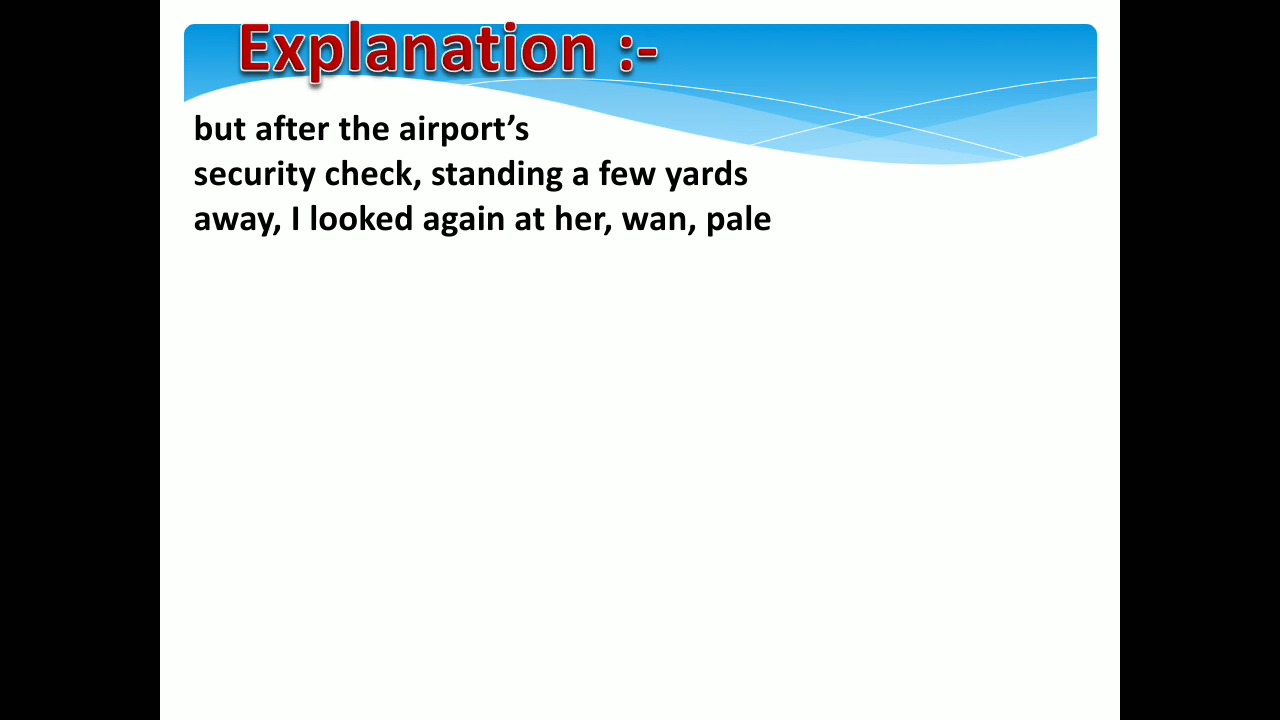 Explanation :-
but after the airport’s
security check, standing a few yards
away, I looked again at her, wan, pale